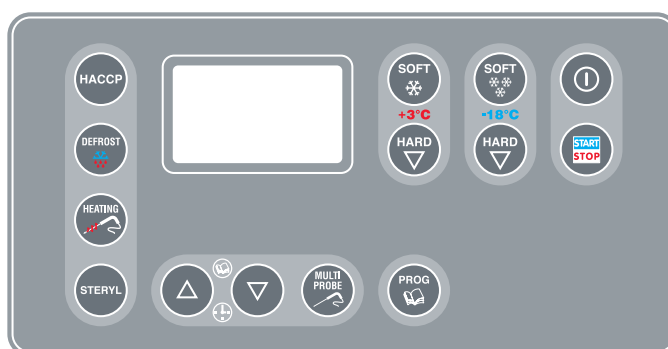 HACCP
DEFROST
HEATING
STERYL
SOFT
+3°C
HARD
SOFT
-18°C
HARD
START
STOP
MULTI
PROBE
PROG